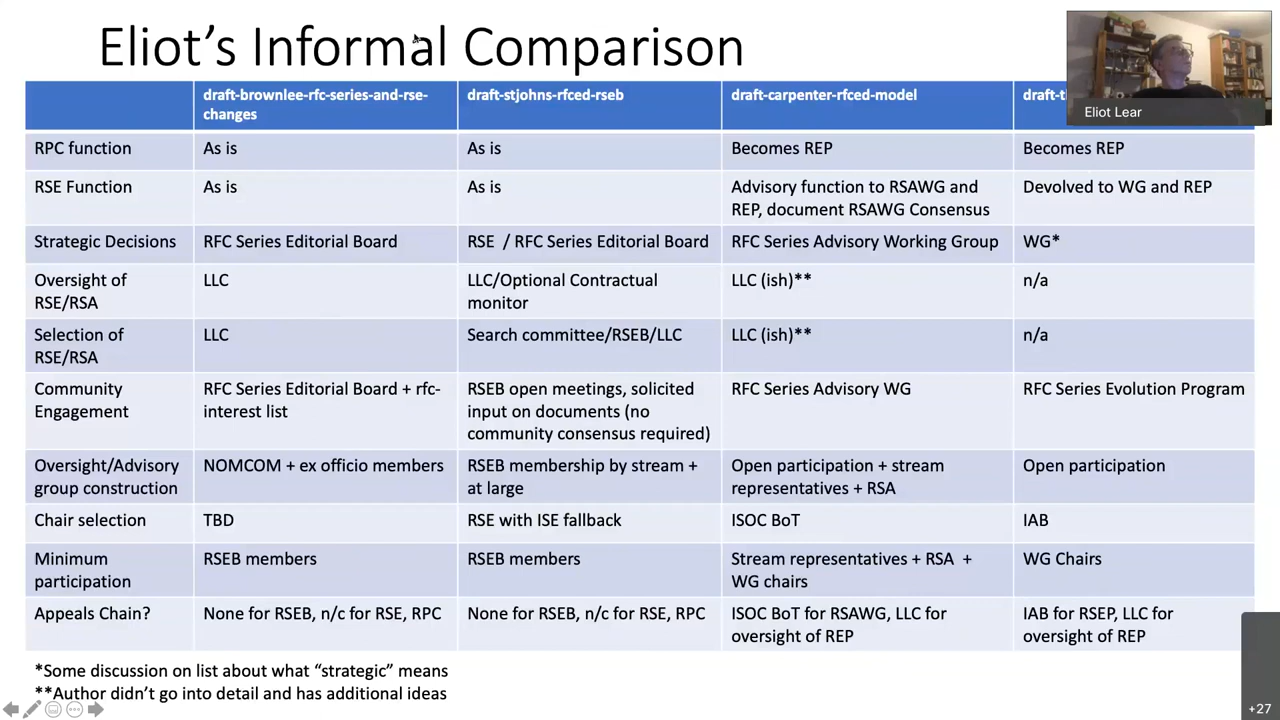 Eliot's Informal Comparison
Eliot Lear
draft-brownlee-rfc-series-and-rse-
changes
draft-stjohns-rfced-rseb
draft-carpenter-rfced-model
RPC function
As is
As is
Becomes REP
Becomes REP
RSE Function
As is
As is
Advisory function to RSAWG and
REP, document RSAWG Consensus
Devolved to WG and REP
Strategic Decisions
RFC Series Editorial Board
RSE / RFC Series Editorial Board
RFC Series Advisory Working Group
WG*
Oversight of
RSE/RSA
LLC
LLC/Optional Contractual
monitor
LLC (ish)**
n/a
Selection of
RSE/RSA
LLC
Search committee/RSEB/LLC
LLC (ish)**
n/a
Community
Engagement
RFC Series Editorial Board + rfc-
interest list
RSEB open meetings, solicited
input on documents (no
community consensus required)
RFC Series Advisory WG
RFC Series Evolution Program
Oversight/Advisory
group construction
NOMCOM + ex officio members
RSEB membership by stream +
at large
Open participation + stream
representatives + RSA
Open participation
Chair selection
TBD
RSE with ISE fallback
ISOC BoT
IAB
Minimum
participation
RSEB members
RSEB members
Stream representatives + RSA +
WG chairs
WG Chairs
Appeals Chain?
None for RSEB, n/c for RSE, RPC
None for RSEB, n/c for RSE, RPC
ISOC BoT for RSAWG, LLC for
oversight of REP
IAB for RSEP, LLC for
oversight of REP
*Some discussion on list about what “strategic” means
**Author didn't go into detail and has additional ideas
+27